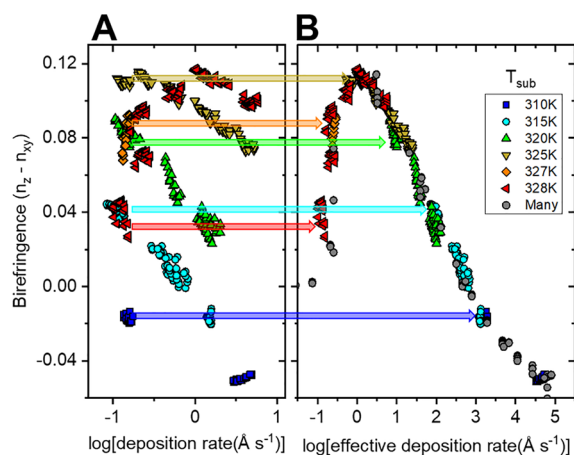 A
B
0.12
0.08
0.04
0.00
-0.04
Birefringence (n_z - n_xy)
-1 0 1
-1 0 1 2 3 4 5
log[deposition rate(Å s⁻¹)]
log[effective deposition rate(Å s⁻¹)]
T_sub
310K
315K
320K
325K
327K
328K
Many